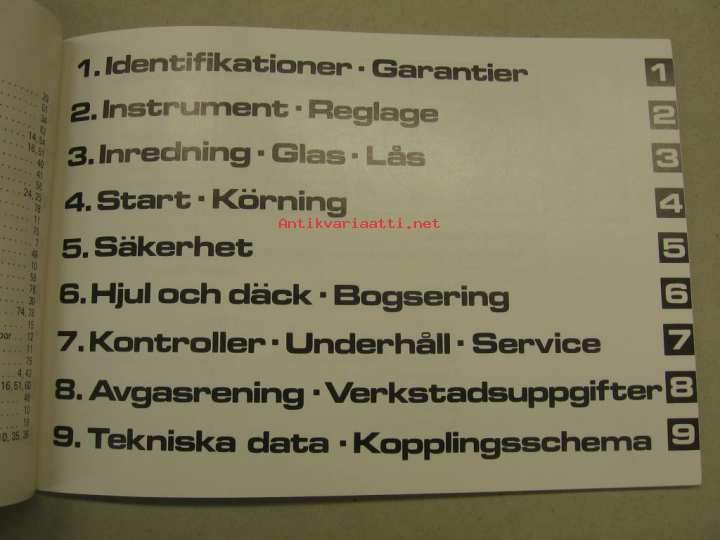 1. Identifikationer · Garantier 1
2. Instrument · Reglage 2
3. Inredning · Glas · Lås 3
4. Start · Körning 4
Antikvariaatti.net
5. Säkerhet 5
6. Hjul och däck · Bogsering 6
7. Kontroller · Underhåll · Service 7
8. Avgasrening · Verkstadsuppgifter 8
9. Tekniska data · Kopplingsschema 9